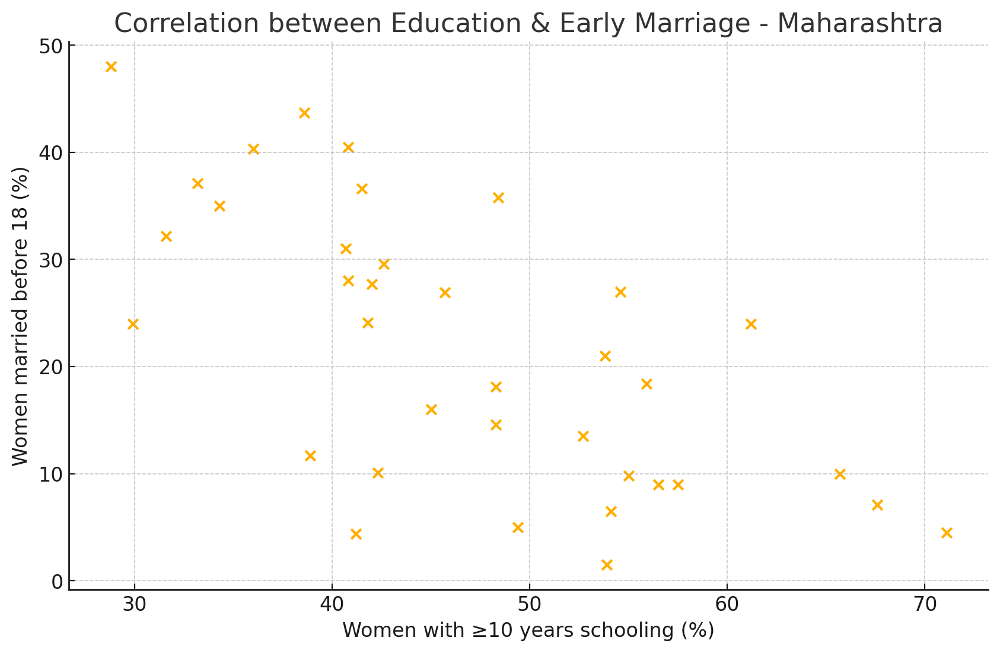 Correlation between Education & Early Marriage - Maharashtra
50
40
30
20
10
0
Women married before 18 (%)
30 40 50 60 70
Women with ≥10 years schooling (%)